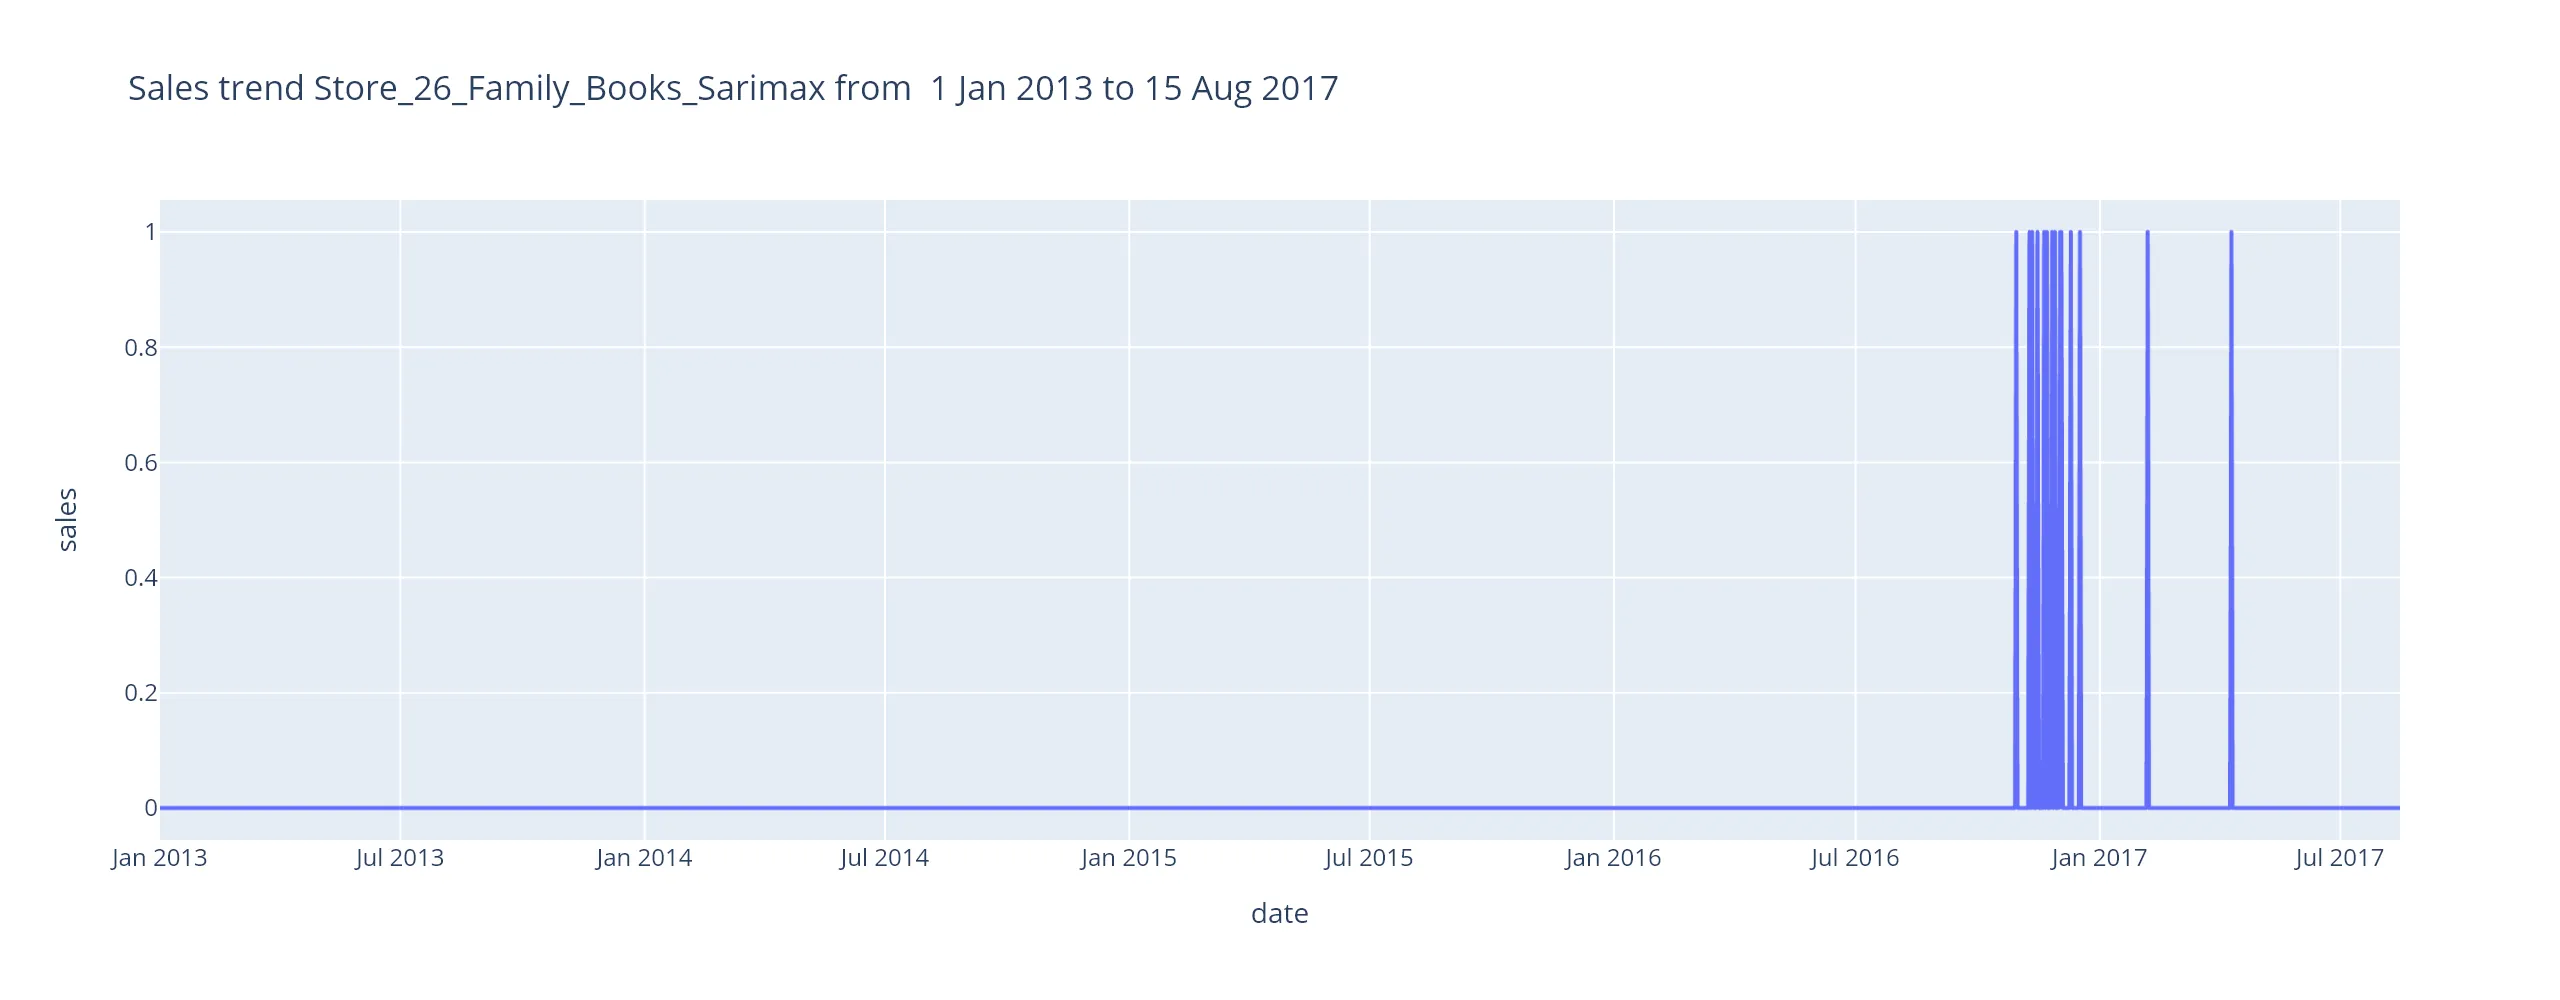 Sales trend Store_26_Family_Books_Sarimax from  1 Jan 2013 to 15 Aug 2017
1
0.8
0.6
0.4
0.2
0
sales
Jan 2013 Jul 2013 Jan 2014 Jul 2014 Jan 2015 Jul 2015 Jan 2016 Jul 2016 Jan 2017 Jul 2017
date